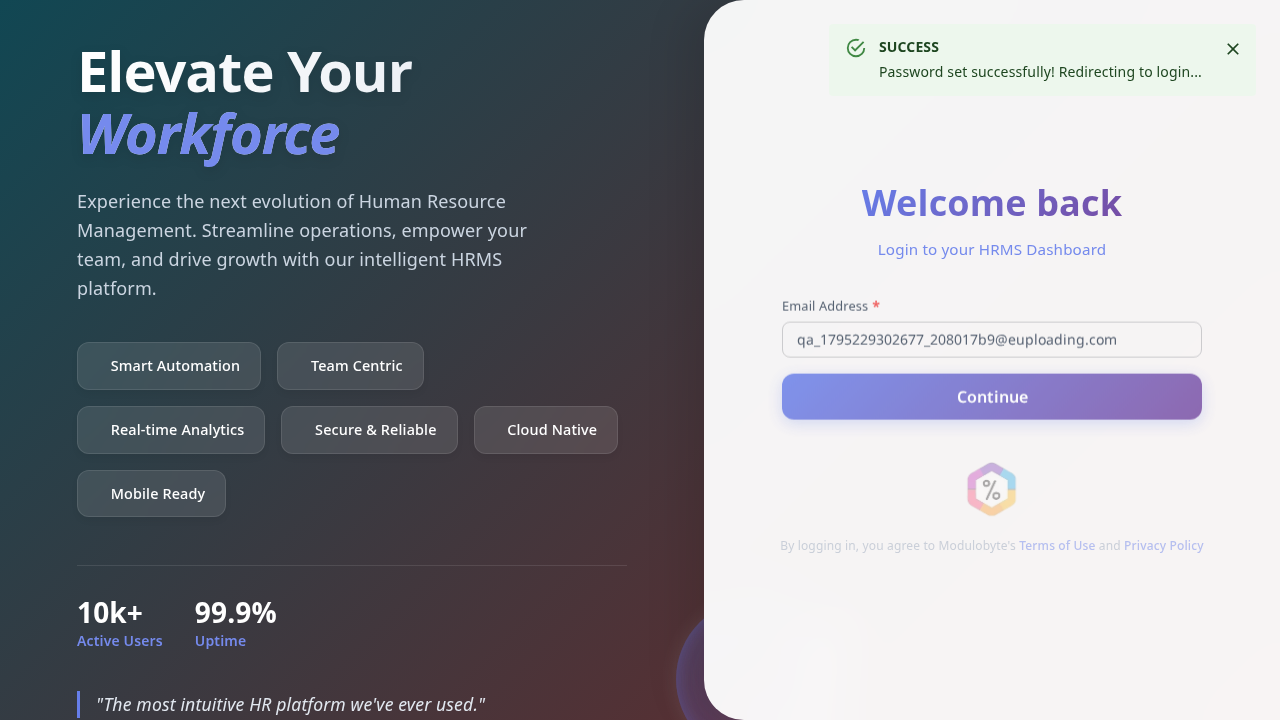 Elevate Your
Workforce
Experience the next evolution of Human Resource
Management. Streamline operations, empower your
team, and drive growth with our intelligent HRMS
platform.
Smart Automation
Team Centric
Real-time Analytics
Secure & Reliable
Cloud Native
Mobile Ready
10k+
Active Users
99.9%
Uptime
"The most intuitive HR platform we've ever used."
SUCCESS
Password set successfully! Redirecting to login...
Welcome back
Login to your HRMS Dashboard
Email Address *
qa_1795229302677_208017b9@euploading.com
Continue
%
By logging in, you agree to Modulobyte's Terms of Use and Privacy Policy